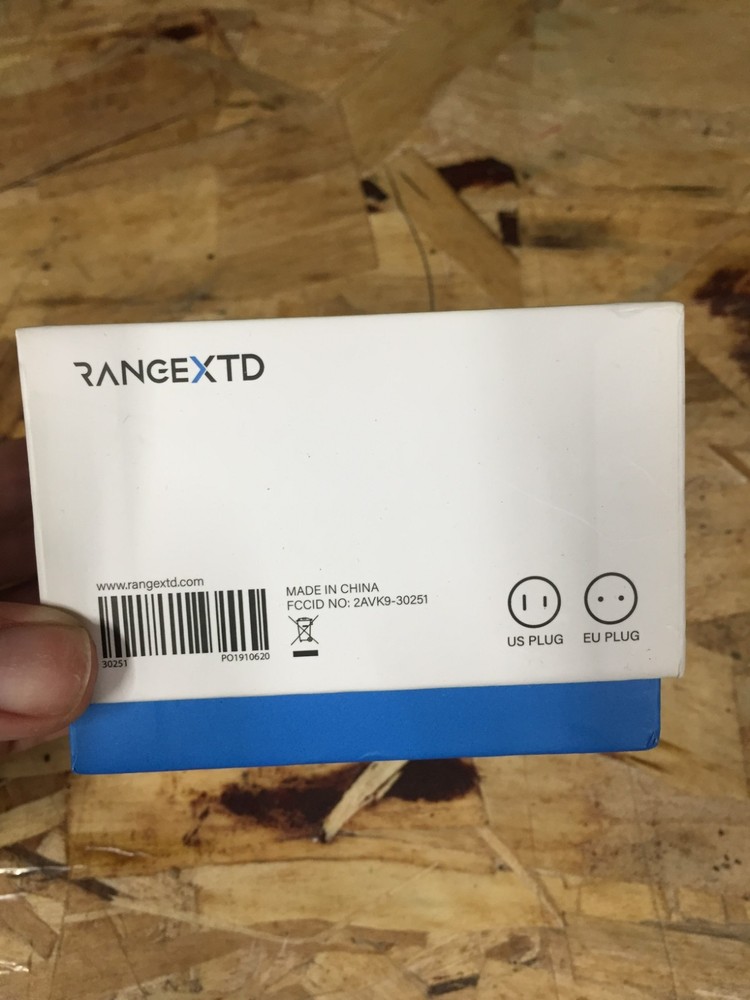 RANGEXTD
www.rangextd.com
30251
PO1910620
MADE IN CHINA
FCCID NO: 2AVK9-30251
US PLUG
EU PLUG